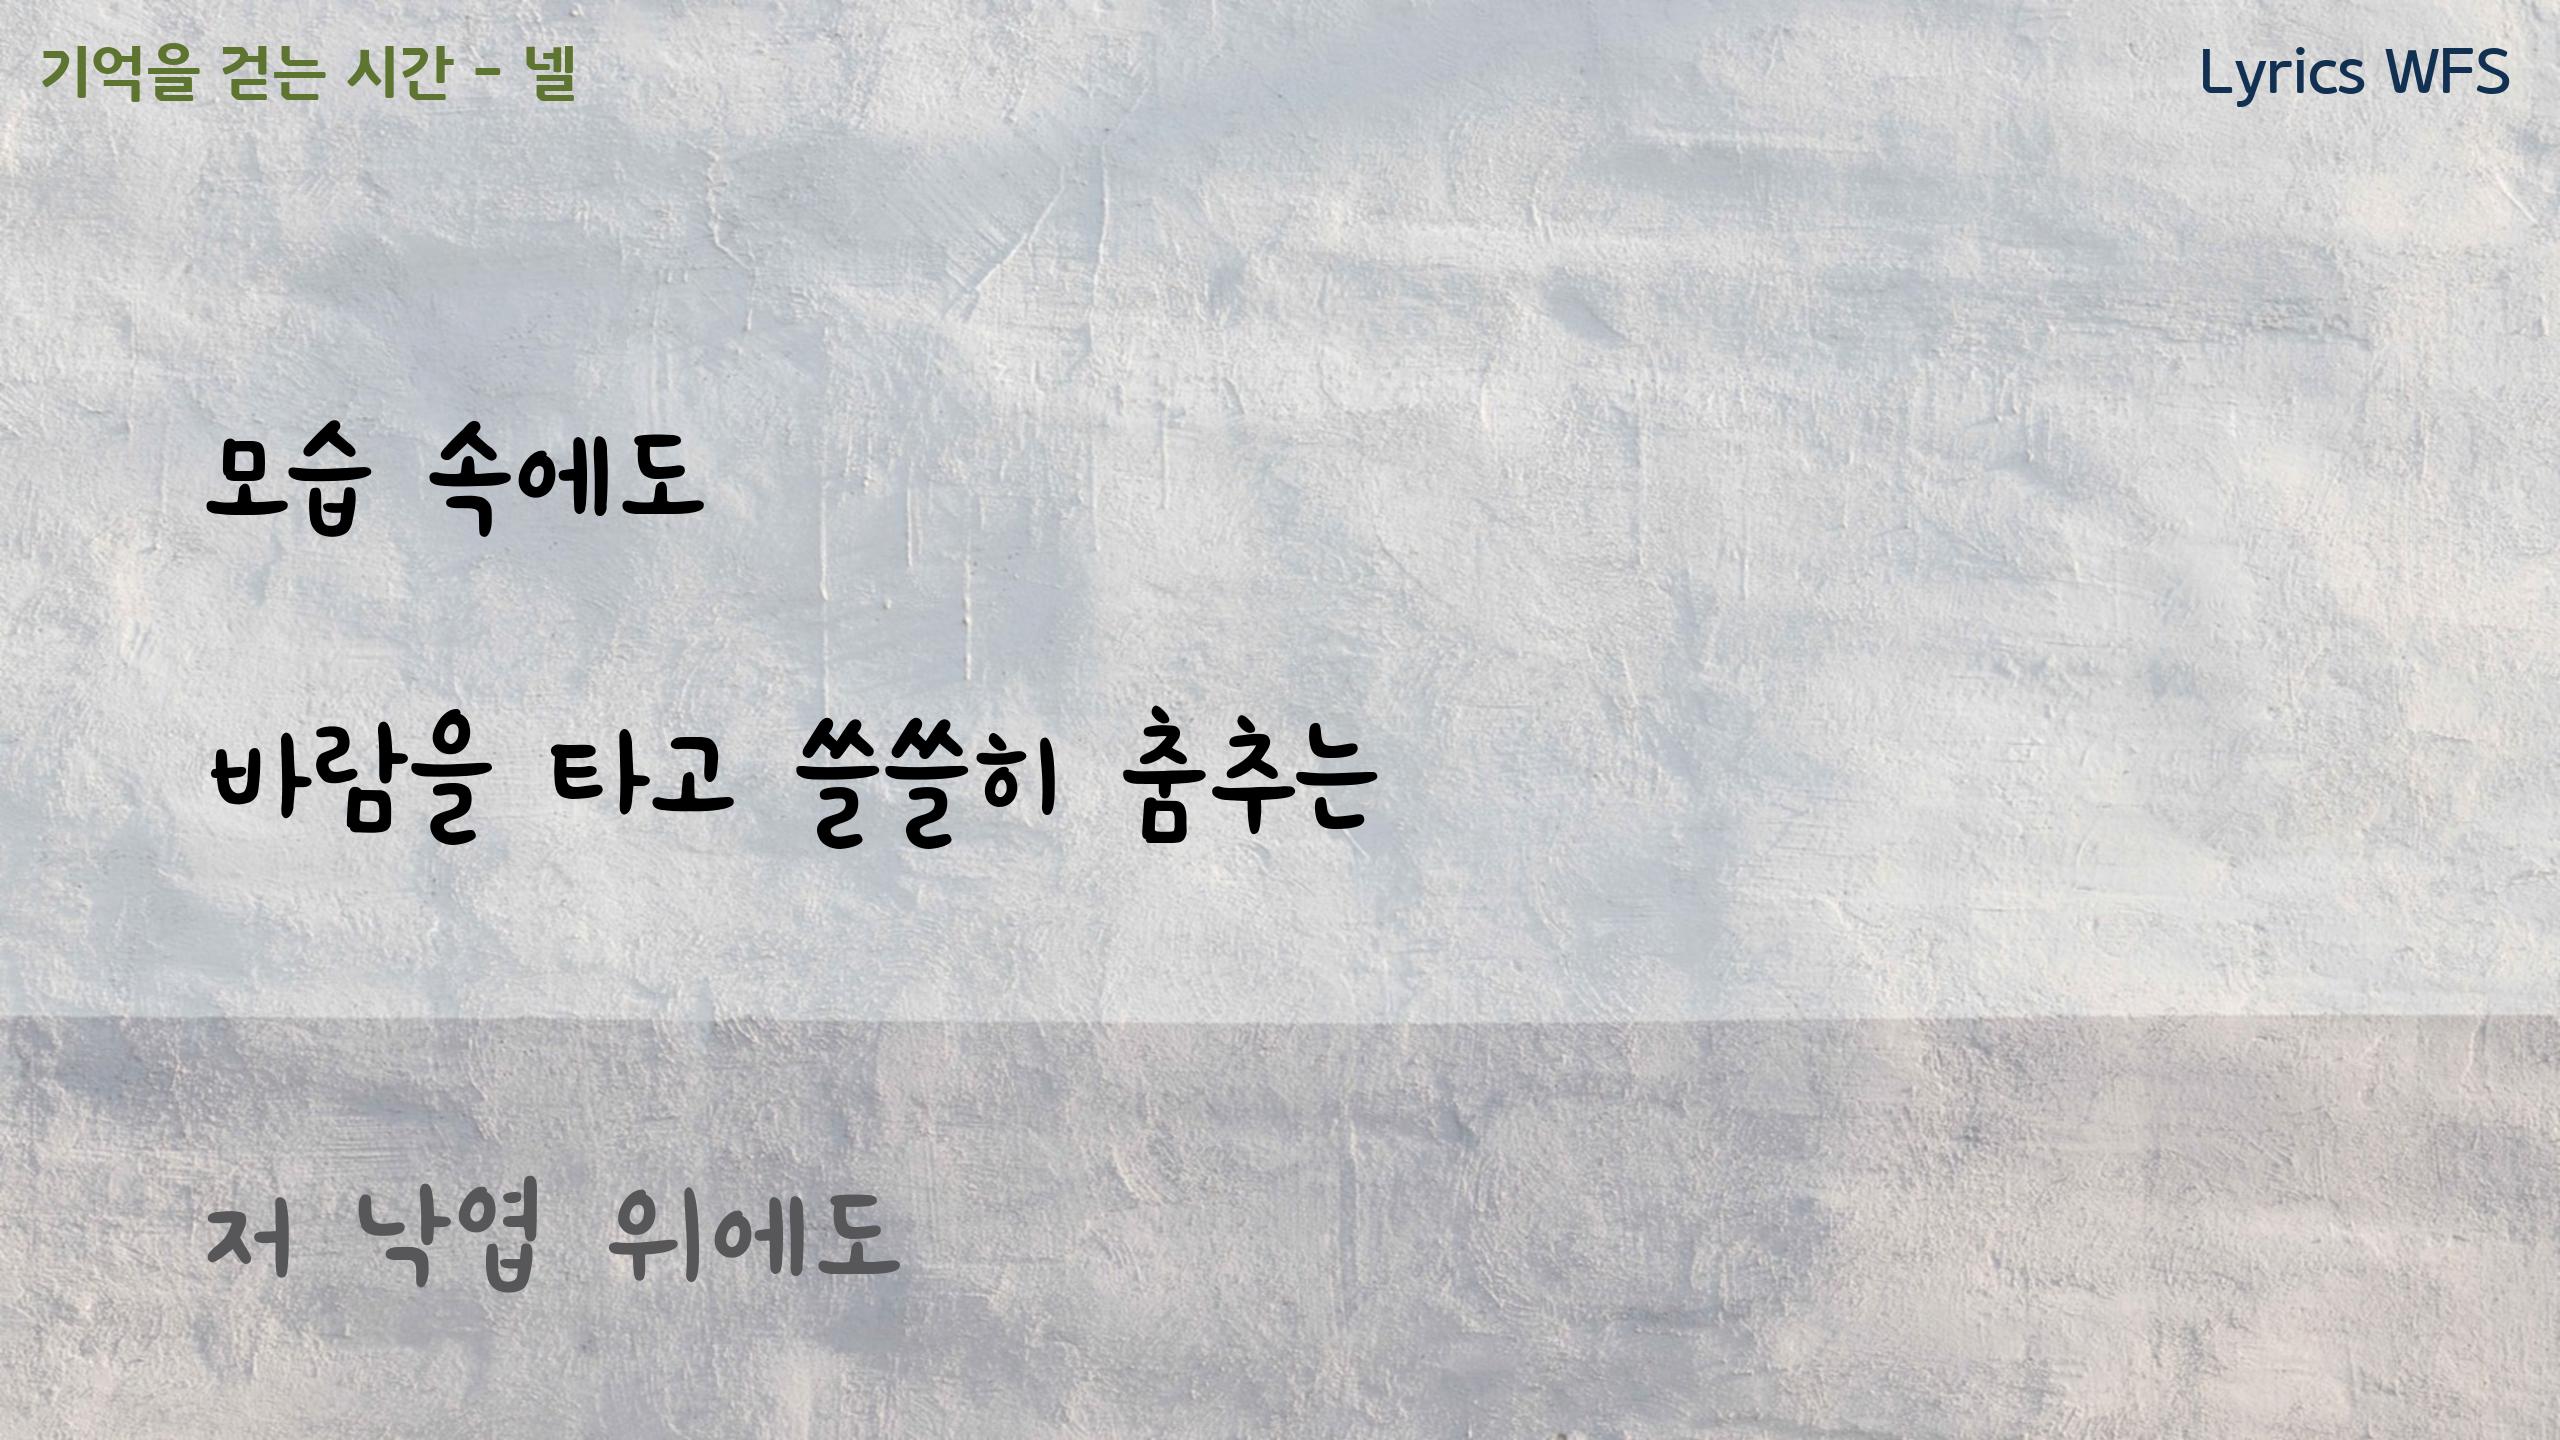 기억을 걷는 시간 - 넬
Lyrics WFS
모습 속에도
바람을 타고 쓸쓸히 춤추는
저 낙엽 위에도